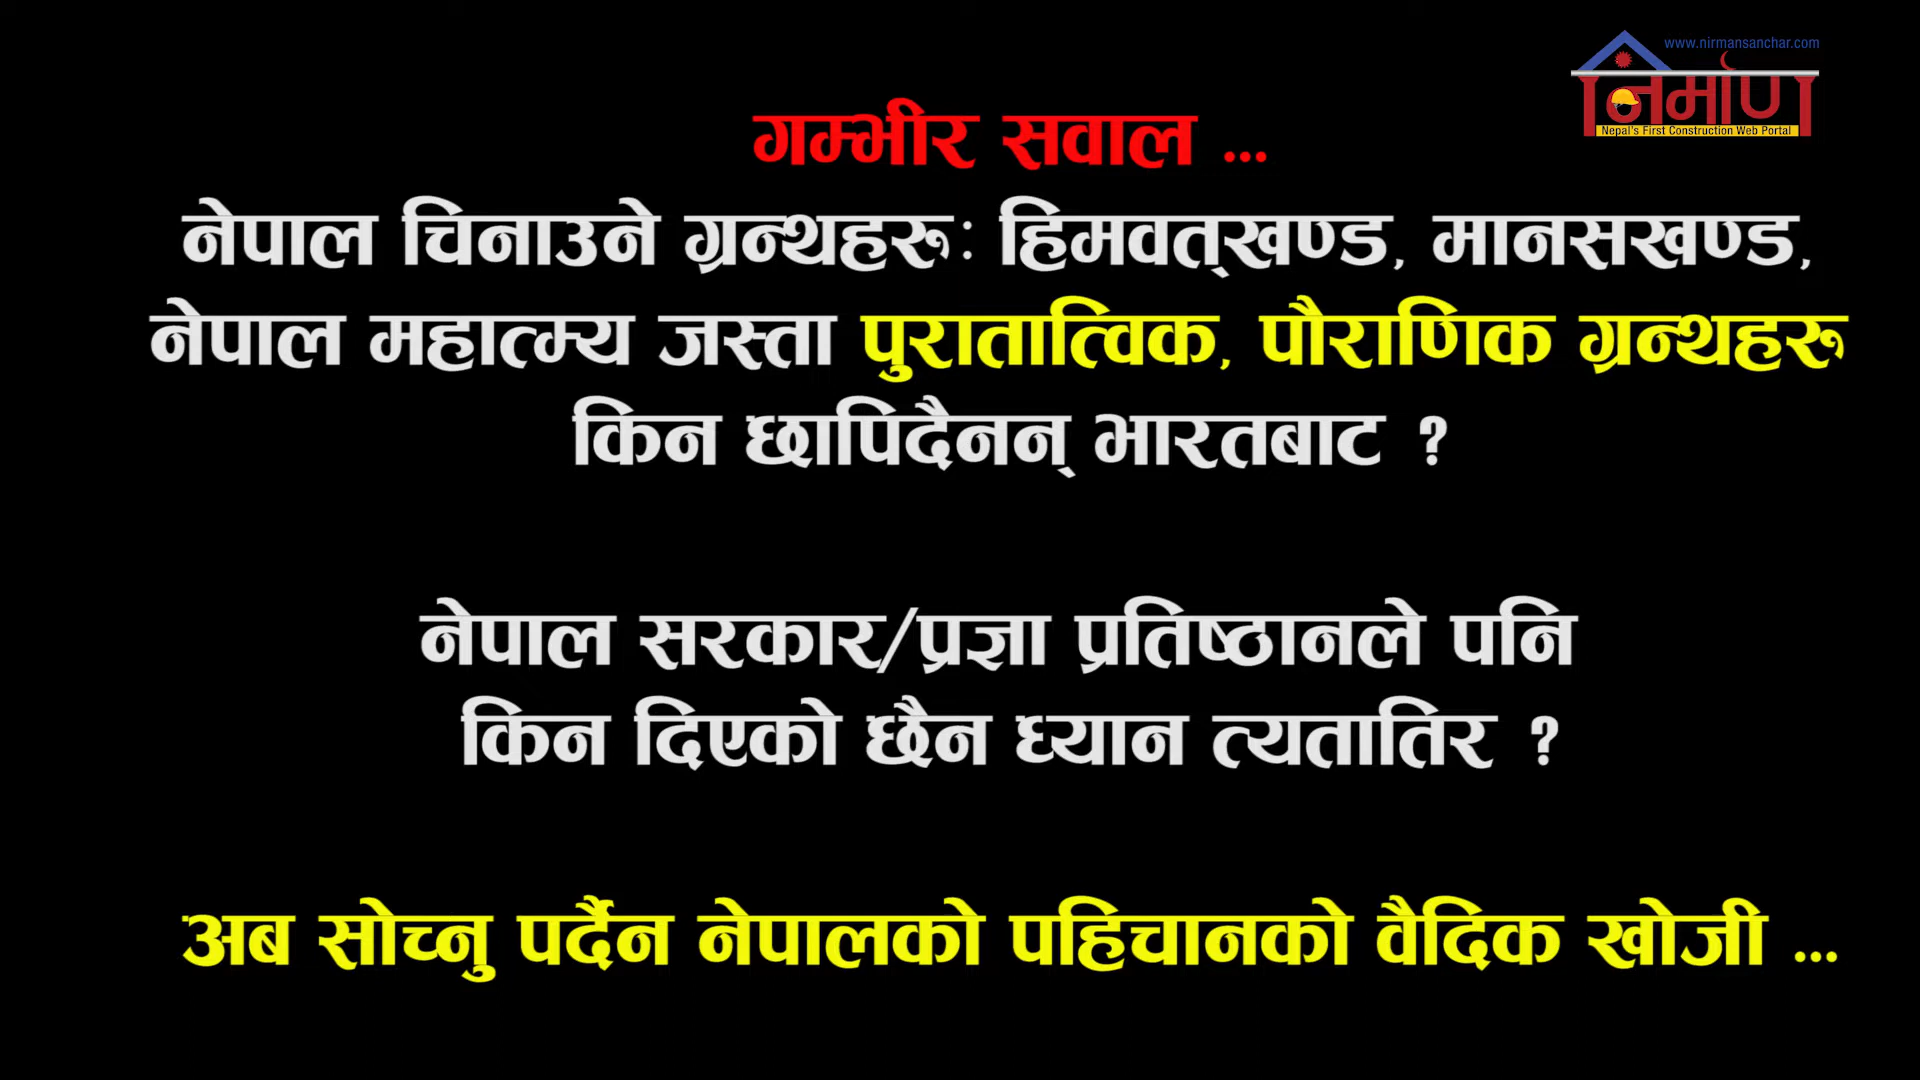 www.nirmansanchar.com
निर्माण
Nepal's First Construction Web Portal
गम्भीर सवाल ...
नेपाल चिनाउने ग्रन्थहरुः हिमवत्‌खण्ड, मानसखण्ड,
नेपाल महात्म्य जस्ता पुरातात्विक, पौराणिक ग्रन्थहरु
किन छापिदैनन् भारतबाट ?
नेपाल सरकार/प्रज्ञा प्रतिष्ठानले पनि
किन दिएको छैन ध्यान त्यतातिर ?
अब सोच्नु पर्दैन नेपालको पहिचानको वैदिक खोजी ...